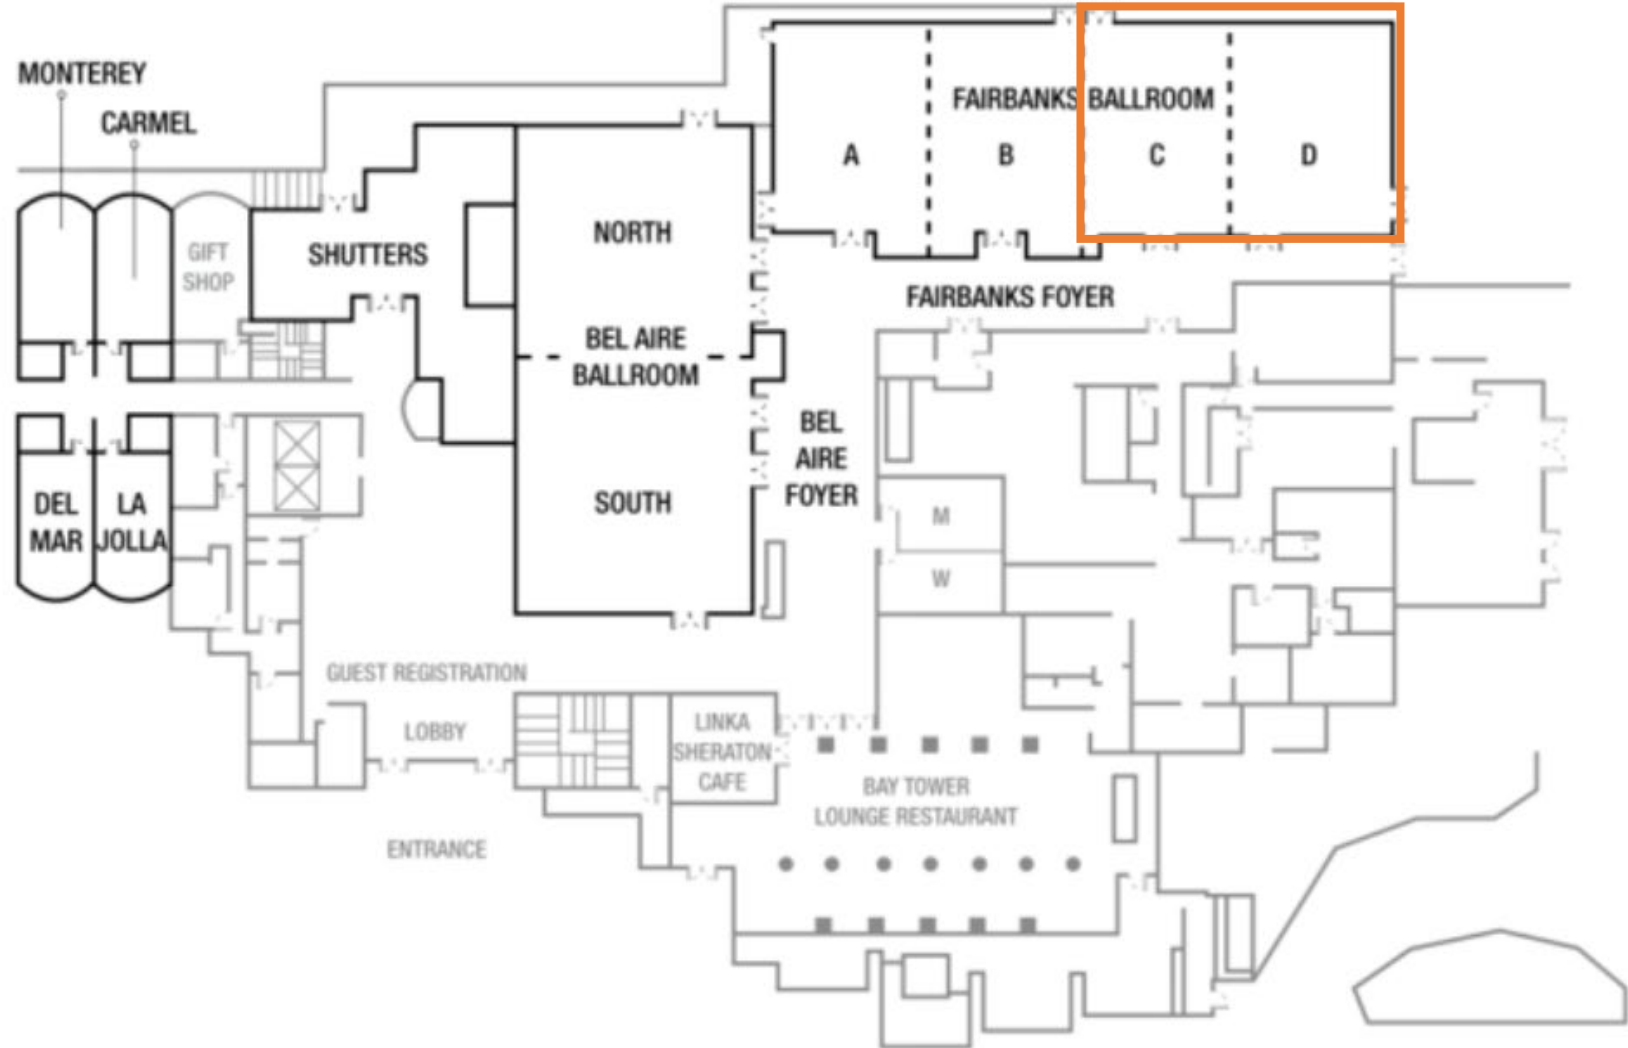 MONTEREY
CARMEL
FAIRBANKS BALLROOM
A
B
C
D
NORTH
GIFT
SHOP
SHUTTERS
FAIRBANKS FOYER
BEL AIRE
BALLROOM
BEL
AIRE
FOYER
DEL
MAR
LA
JOLLA
SOUTH
M
W
GUEST REGISTRATION
LOBBY
LINKA
SHERATON
CAFE
BAY TOWER
LOUNGE RESTAURANT
ENTRANCE